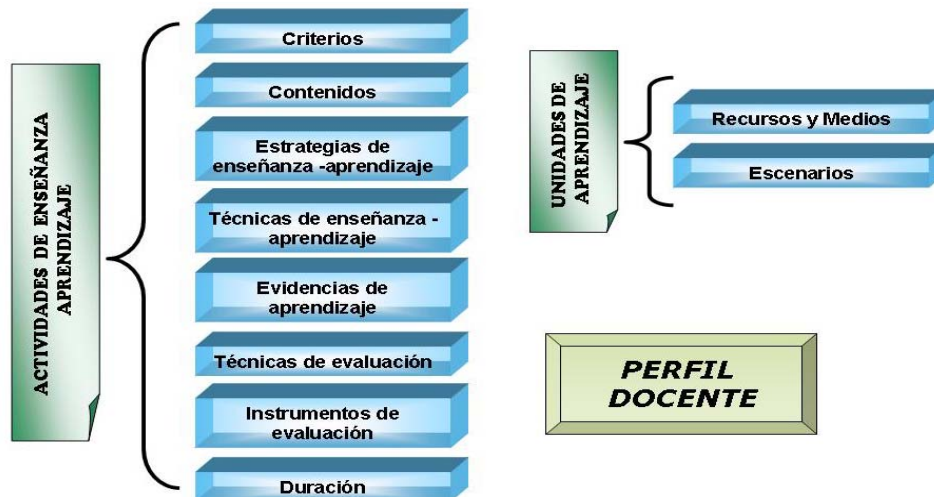 ACTIVIDADES DE ENSEÑANZA
APRENDIZAJE
Criterios
Contenidos
Estrategias de
enseñanza -aprendizaje
Técnicas de enseñanza -
aprendizaje
Evidencias de
aprendizaje
Técnicas de evaluación
Instrumentos de
evaluación
Duración
UNIDADES DE
APRENDIZAJE
Recursos y Medios
Escenarios
PERFIL
DOCENTE